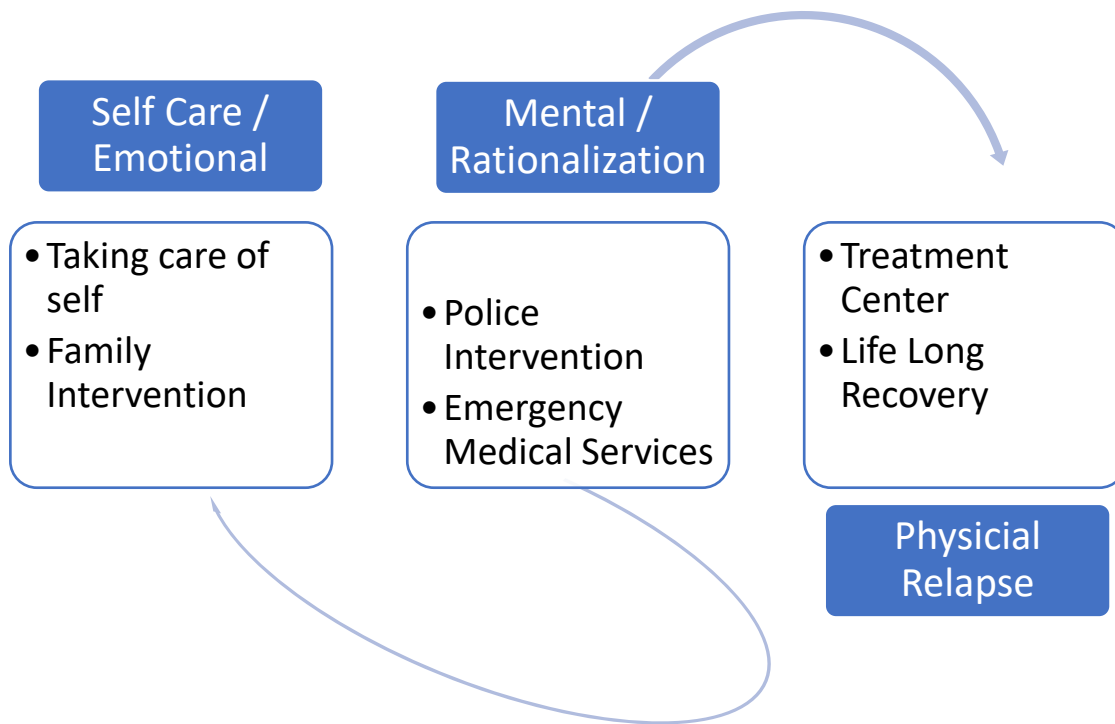 Self Care /
Emotional
• Taking care of
self
• Family
Intervention
Mental /
Rationalization
• Police
Intervention
• Emergency
Medical Services
• Treatment
Center
• Life Long
Recovery
Physicial
Relapse